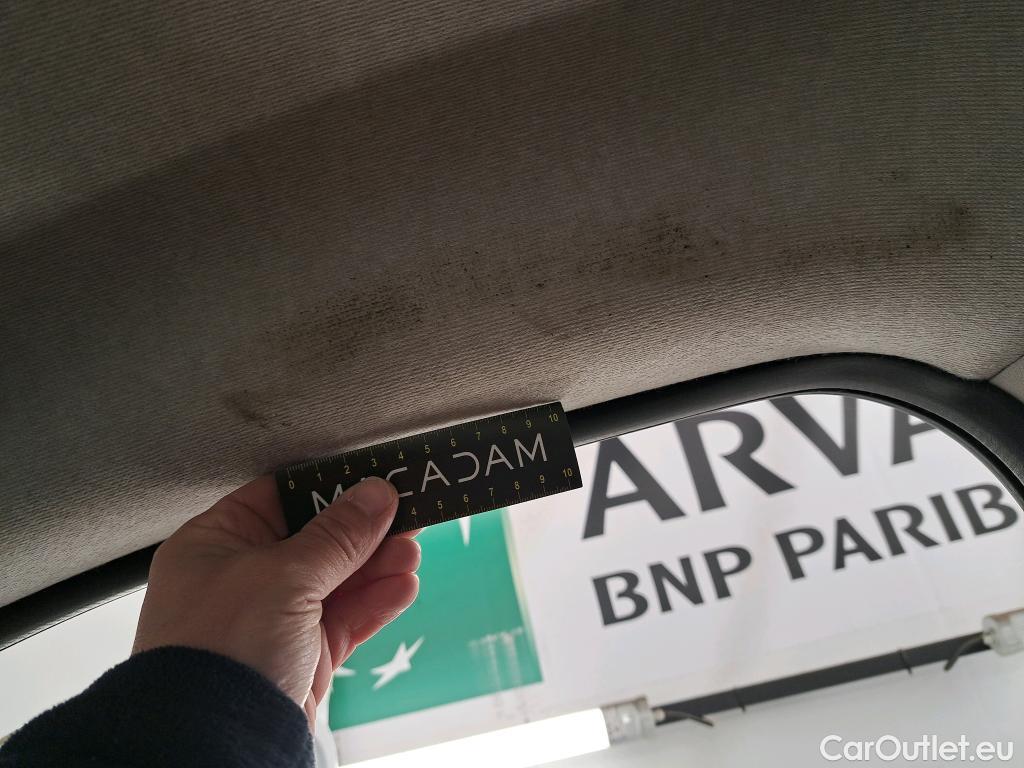 0 1 2 3 4 5 6 7 8 9 10
MACADAM
4 5 6 7 8 9 10
ARVA
BNP PARIB
CarOutlet.eu